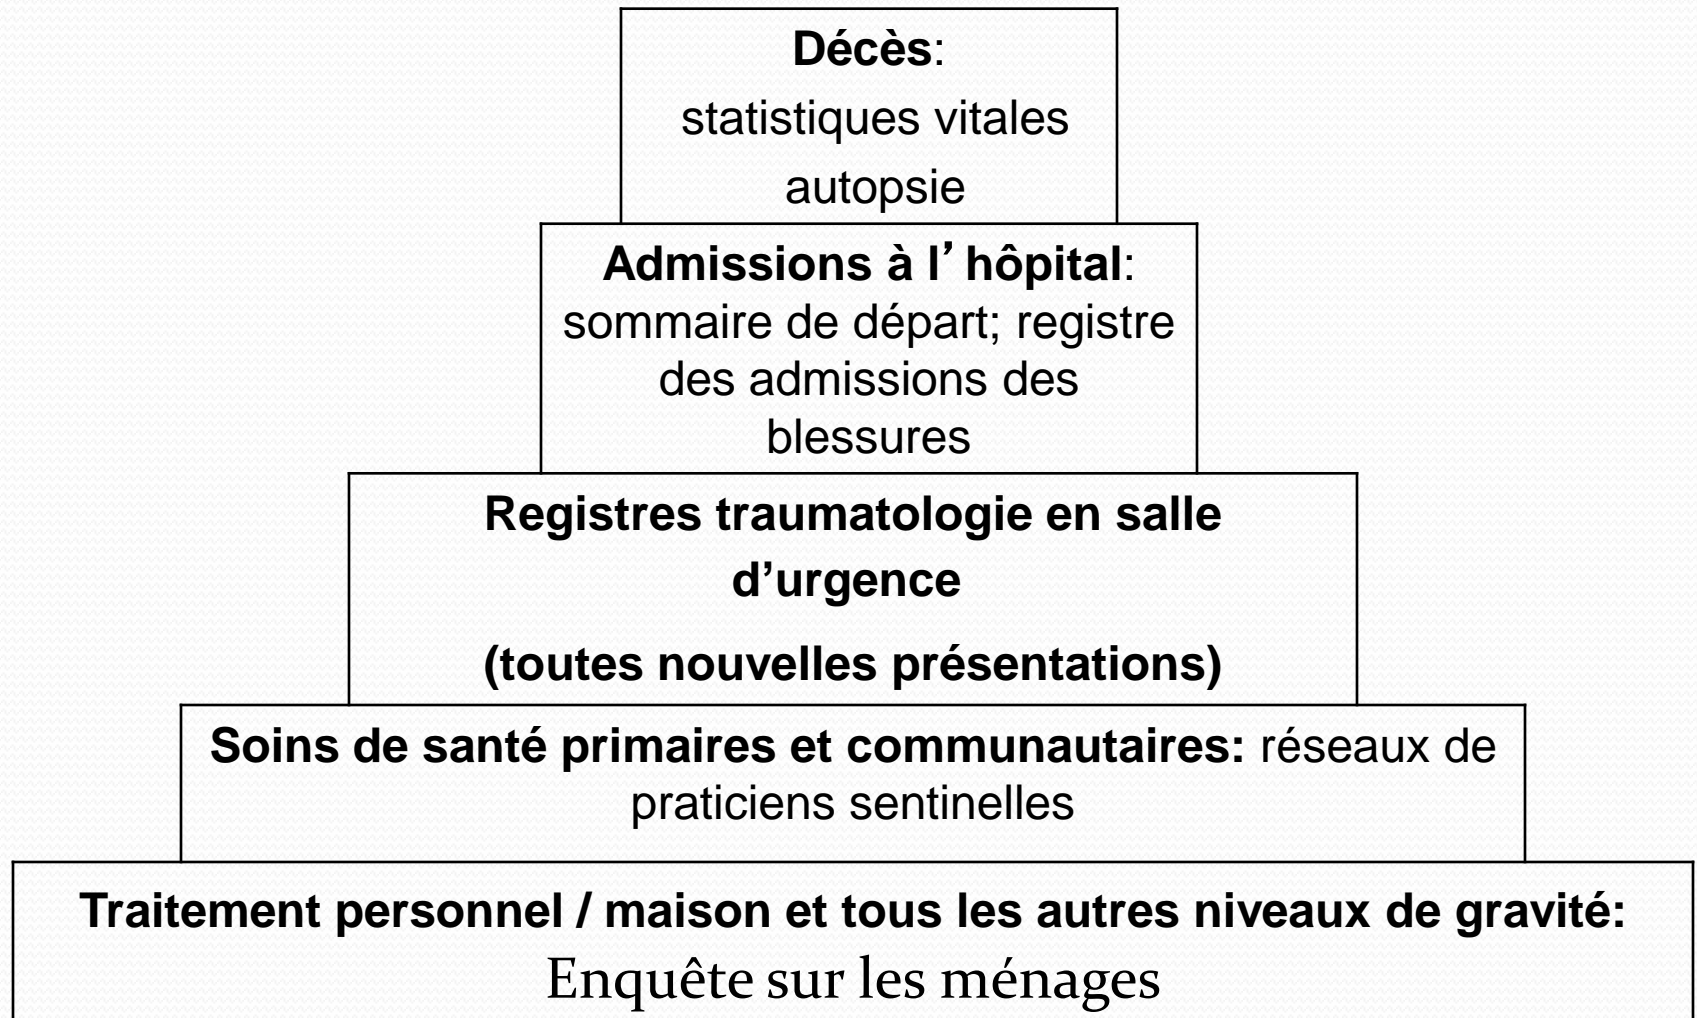 Décès:
statistiques vitales
autopsie
Admissions à l’ hôpital:
sommaire de départ; registre
des admissions des
blessures
Registres traumatologie en salle
d’urgence
(toutes nouvelles présentations)
Soins de santé primaires et communautaires: réseaux de
praticiens sentinelles
Traitement personnel / maison et tous les autres niveaux de gravité:
Enquête sur les ménages